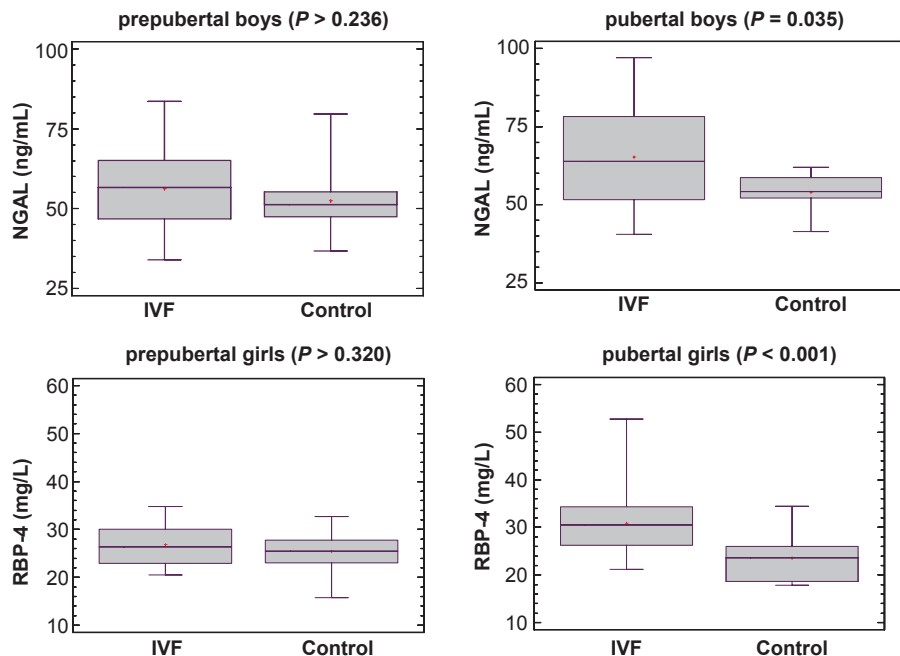 prepubertal boys (P > 0.236)
100
75
50
25
NGAL (ng/mL)
IVF Control
pubertal boys (P = 0.035)
100
75
50
25
NGAL (ng/mL)
IVF Control
prepubertal girls (P > 0.320)
60
50
40
30
20
10
RBP-4 (mg/L)
IVF Control
pubertal girls (P < 0.001)
60
50
40
30
20
10
RBP-4 (mg/L)
IVF Control